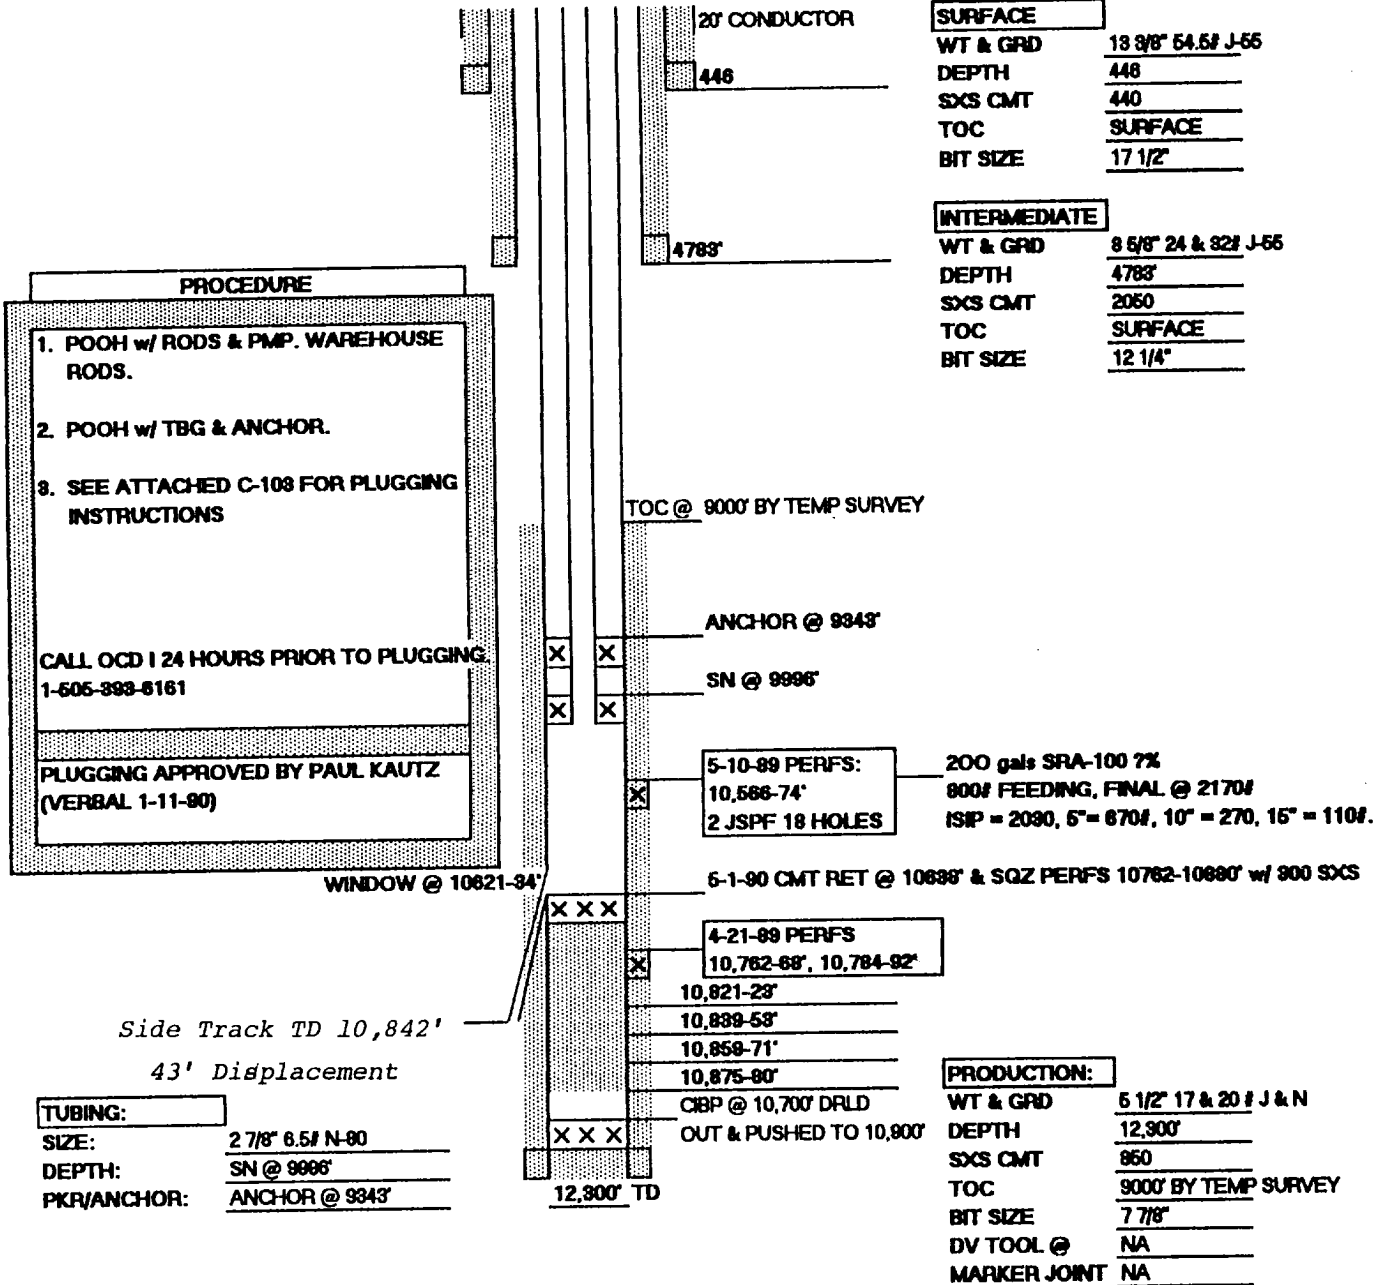 20" CONDUCTOR
446
4783'
SURFACE
WT & GRD 13 3/8" 54.5# J-55
DEPTH 446
SXS CMT 440
TOC SURFACE
BIT SIZE 17 1/2"
INTERMEDIATE
WT & GRD 8 5/8" 24 & 32# J-55
DEPTH 4783'
SXS CMT 2050
TOC SURFACE
BIT SIZE 12 1/4"
PROCEDURE
1. POOH w/ RODS & PMP. WAREHOUSE
RODS.
2. POOH w/ TBG & ANCHOR.
3. SEE ATTACHED C-103 FOR PLUGGING
INSTRUCTIONS
CALL OCD I 24 HOURS PRIOR TO PLUGGING.
1-505-393-6161
PLUGGING APPROVED BY PAUL KAUTZ
(VERBAL 1-11-90)
TOC @ 9000' BY TEMP SURVEY
ANCHOR @ 9343'
SN @ 9996'
5-10-89 PERFS:
10,566-74'
2 JSPF 18 HOLES
200 gals SRA-100 ?%
800# FEEDING, FINAL @ 2170#
ISIP = 2090, 5"= 670#, 10" = 270, 15" = 110#.
WINDOW @ 10621-34'
5-1-90 CMT RET @ 10638' & SQZ PERFS 10762-10880' w/ 300 SXS
4-21-89 PERFS
10,762-68', 10,784-92'
10,821-23'
10,839-53'
10,859-71'
10,875-80'
CIBP @ 10,700' DRLD
OUT & PUSHED TO 10,900'
Side Track TD 10,842'
43' Displacement
12,300' TD
TUBING:
SIZE: 2 7/8" 6.5# N-80
DEPTH: SN @ 9996'
PKR/ANCHOR: ANCHOR @ 9343'
PRODUCTION:
WT & GRD 5 1/2" 17 & 20 # J & N
DEPTH 12,300'
SXS CMT 850
TOC 9000' BY TEMP SURVEY
BIT SIZE 7 7/8"
DV TOOL @ NA
MARKER JOINT NA